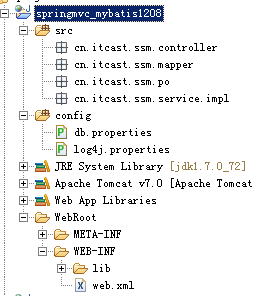 springmvc_mybatis1208
src
cn.itcast.ssm.controller
cn.itcast.ssm.mapper
cn.itcast.ssm.po
cn.itcast.ssm.service.impl
config
db.properties
log4j.properties
JRE System Library [jdk1.7.0_72]
Apache Tomcat v7.0 [Apache Tomcat
Web App Libraries
WebRoot
META-INF
WEB-INF
lib
web.xml